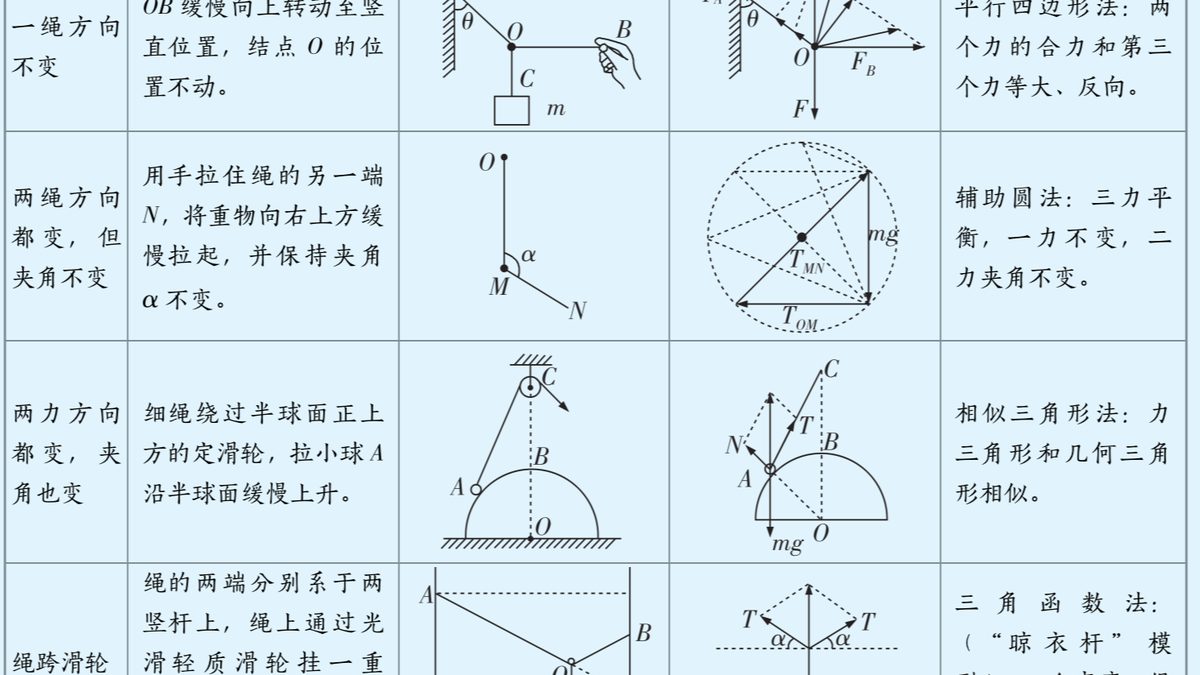 一绳方向
不变
OB 缓慢向上转动至竖
直位置，结点 O 的位
置不动。
θ
O
B
C
m
θ
O
F_B
F
平行四边形法：两
个力的合力和第三
个力等大、反向。
两绳方向
都变，但
夹角不变
用手拉住绳的另一端
N，将重物向右上方缓
慢拉起，并保持夹角
α 不变。
O
α
M
N
mg
T_MN
T_OM
辅助圆法：三力平
衡，一力不变，二
力夹角不变。
两力方向
都变，夹
角也变
细绳绕过半球面正上
方的定滑轮，拉小球 A
沿半球面缓慢上升。
C
B
A
O
C
T
B
N
A
O
mg
相似三角形法：力
三角形和几何三角
形相似。
绳跨滑轮
绳的两端分别系于两
竖杆上，绳上通过光
滑轻质滑轮挂一重
A
B
T
T
α
α
三角函数法：
（“晾衣杆”模